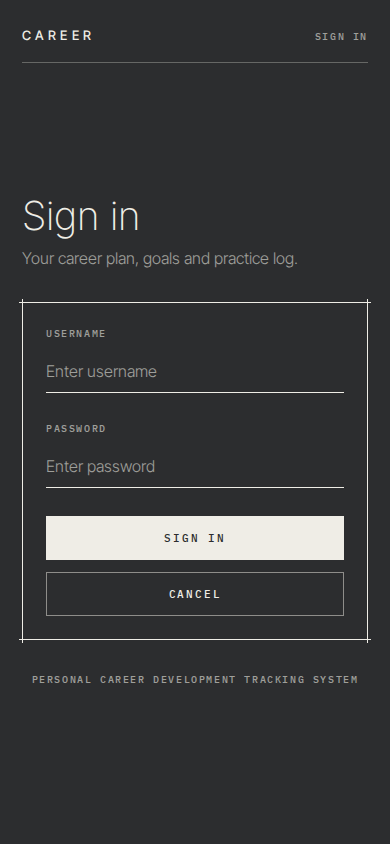 CAREER
SIGN IN
Sign in
Your career plan, goals and practice log.
USERNAME
Enter username
PASSWORD
Enter password
SIGN IN
CANCEL
PERSONAL CAREER DEVELOPMENT TRACKING SYSTEM